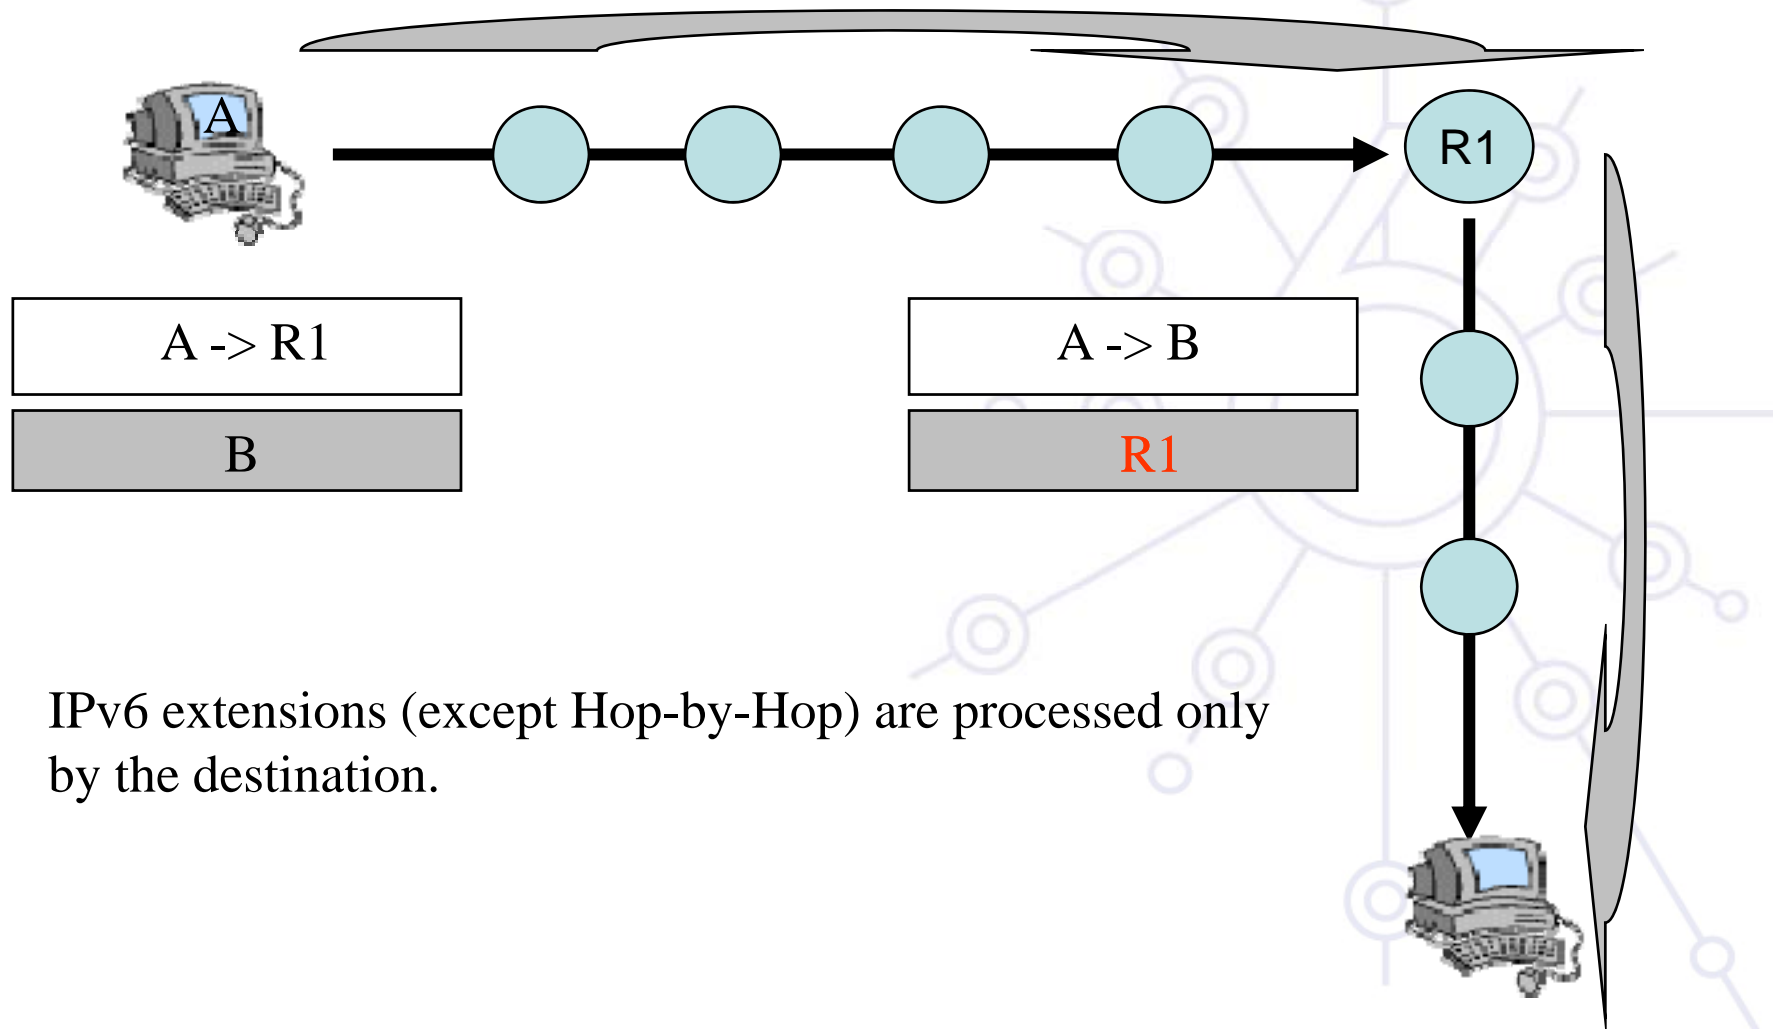 A
R1
A -> R1
A -> B
B
R1
IPv6 extensions (except Hop-by-Hop) are processed only
by the destination.